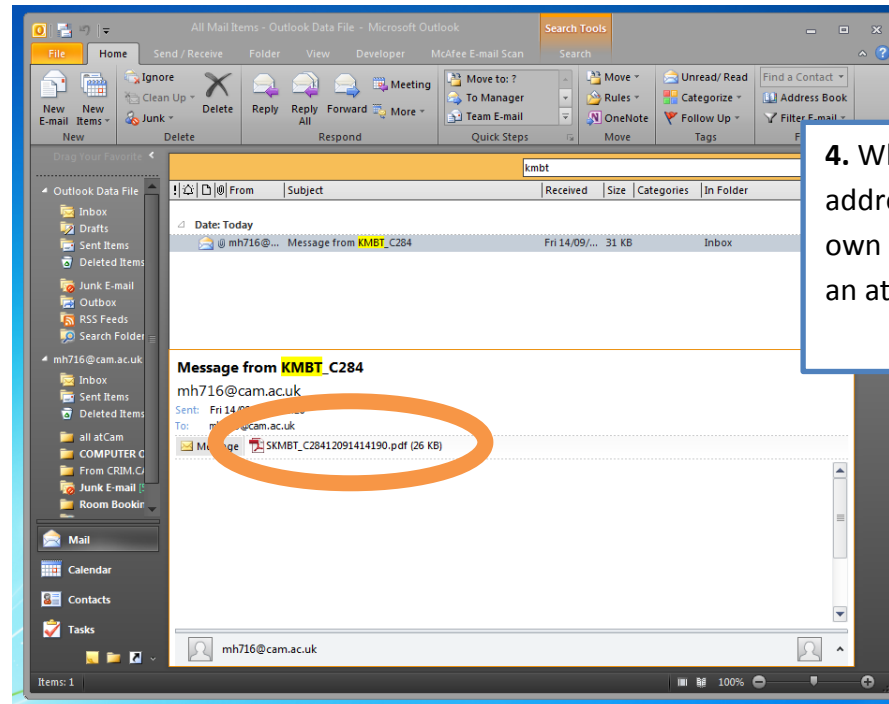 All Mail Items - Outlook Data File - Microsoft Outlook
Search Tools
File Home Send / Receive Folder View Developer McAfee E-mail Scan Search
New E-mail
New Items
Ignore
Clean Up
Junk
Delete
Reply
Reply All
Forward
Meeting
More
Move to: ?
To Manager
Team E-mail
Move
Rules
OneNote
Unread/ Read
Categorize
Follow Up
Find a Contact
Address Book
Filter E-mail
New Delete Respond Quick Steps Move Tags
Drag Your Favorite
kmbt
Outlook Data File
Inbox
Drafts
Sent Items
Deleted Items
Junk E-mail
Outbox
RSS Feeds
Search Folder
mh716@cam.ac.uk
Inbox
Sent Items
Deleted Items
all atCam
COMPUTER
From CRIM.C
Junk E-mail
Room Bookin
Mail
Calendar
Contacts
Tasks
! From Subject Received Size Categories In Folder
Date: Today
mh716@... Message from KMBT_C284 Fri 14/09/... 31 KB Inbox
Message from KMBT_C284
mh716@cam.ac.uk
Sent: Fri 14
To: cam.ac.uk
SKMBT_C28412091414190.pdf (26 KB)
mh716@cam.ac.uk
Items: 1
100%
4.
own